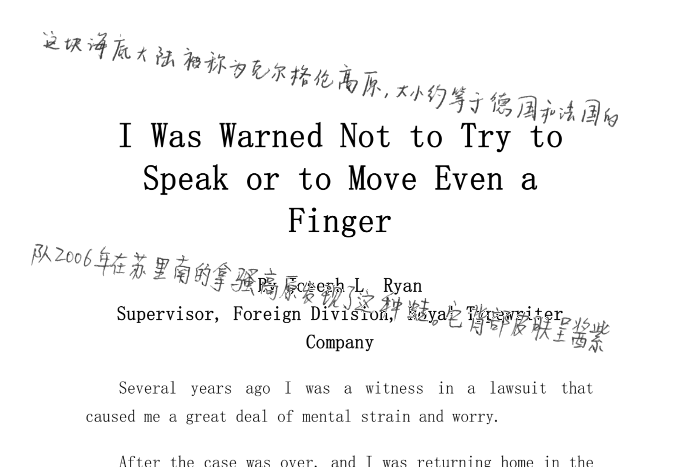 这块海底大陆被称为克尔格伦高原,大小约等于德国和法国的
I Was Warned Not to Try to
Speak or to Move Even a
Finger
队2006年在苏里南的拿骚高原发现了这种蛙。它背部皮肤呈茜紫
By Joseph L. Ryan
Supervisor, Foreign Division, Royal Typewriter
Company
Several years ago I was a witness in a lawsuit that
caused me a great deal of mental strain and worry.
After the case was over, and I was returning home in the